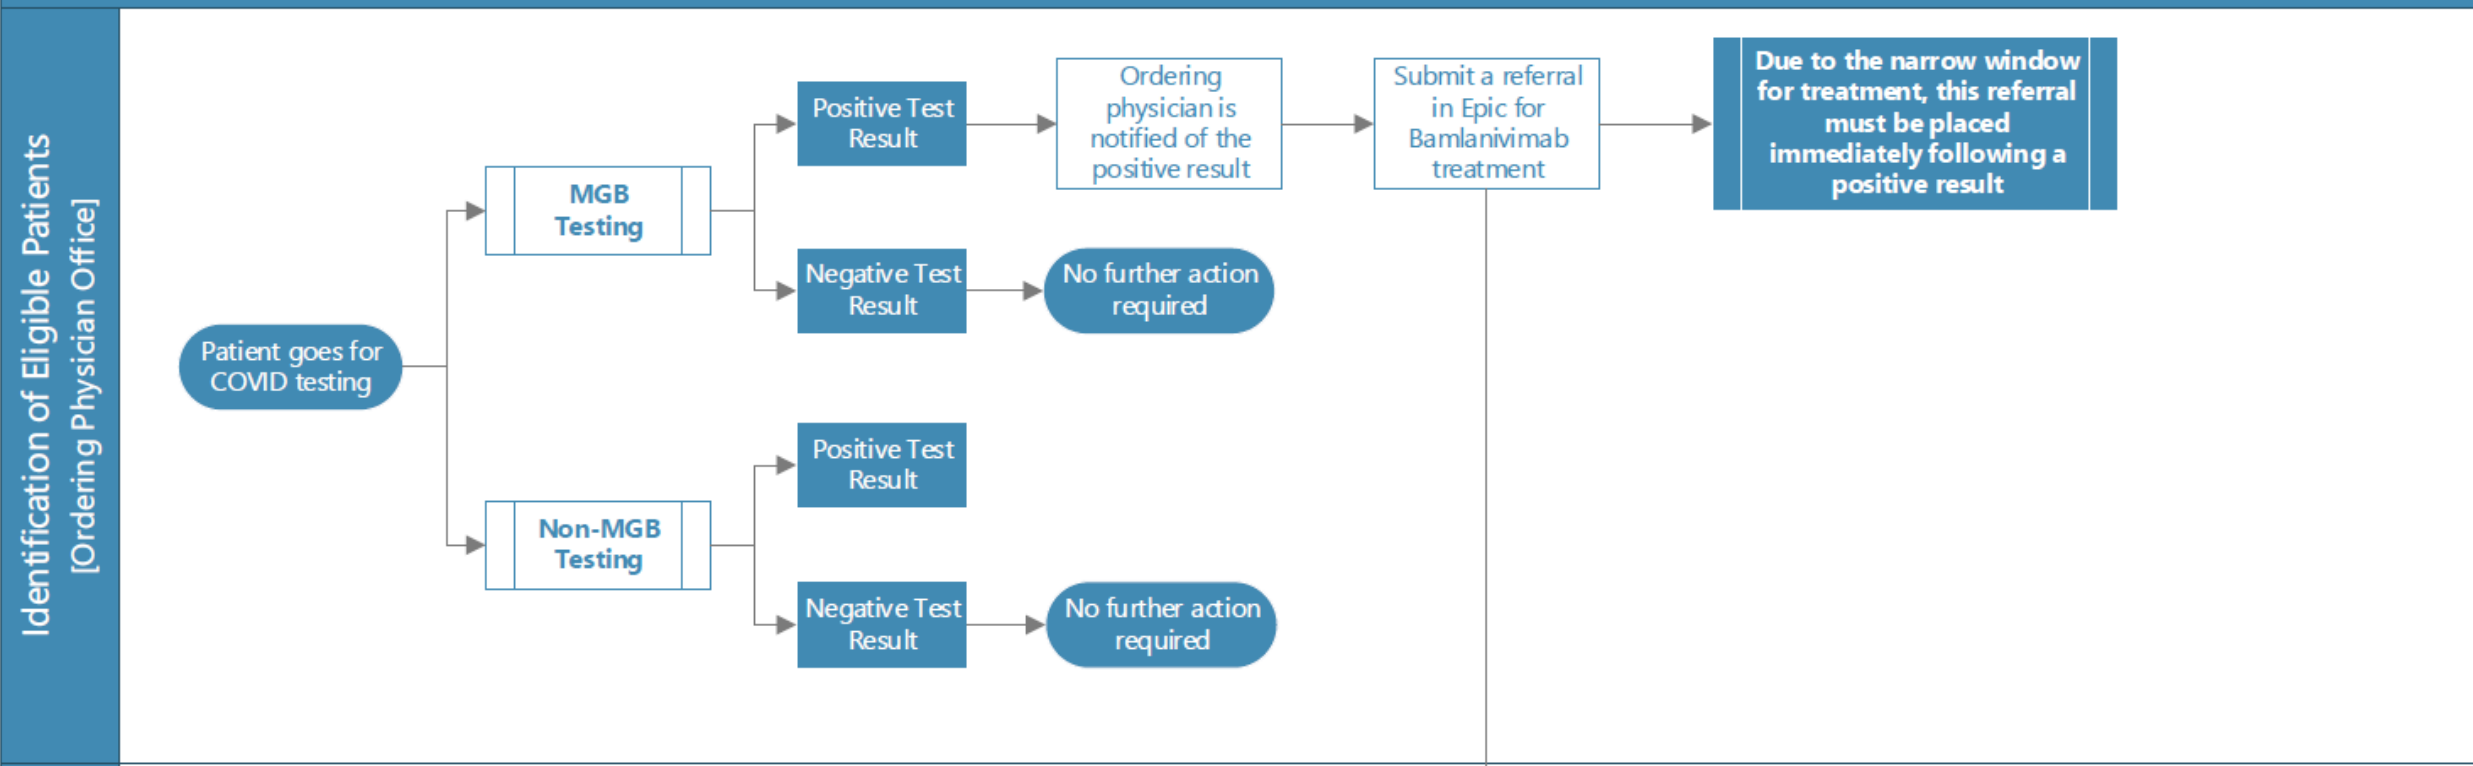 Identification of Eligible Patients
[Ordering Physician Office]
Patient goes for
COVID testing
MGB
Testing
Positive Test
Result
Ordering
physician is
notified of the
positive result
Submit a referral
in Epic for
Bamlanivimab
treatment
Due to the narrow window
for treatment, this referral
must be placed
immediately following a
positive result
Negative Test
Result
No further action
required
Non-MGB
Testing
Positive Test
Result
Negative Test
Result
No further action
required